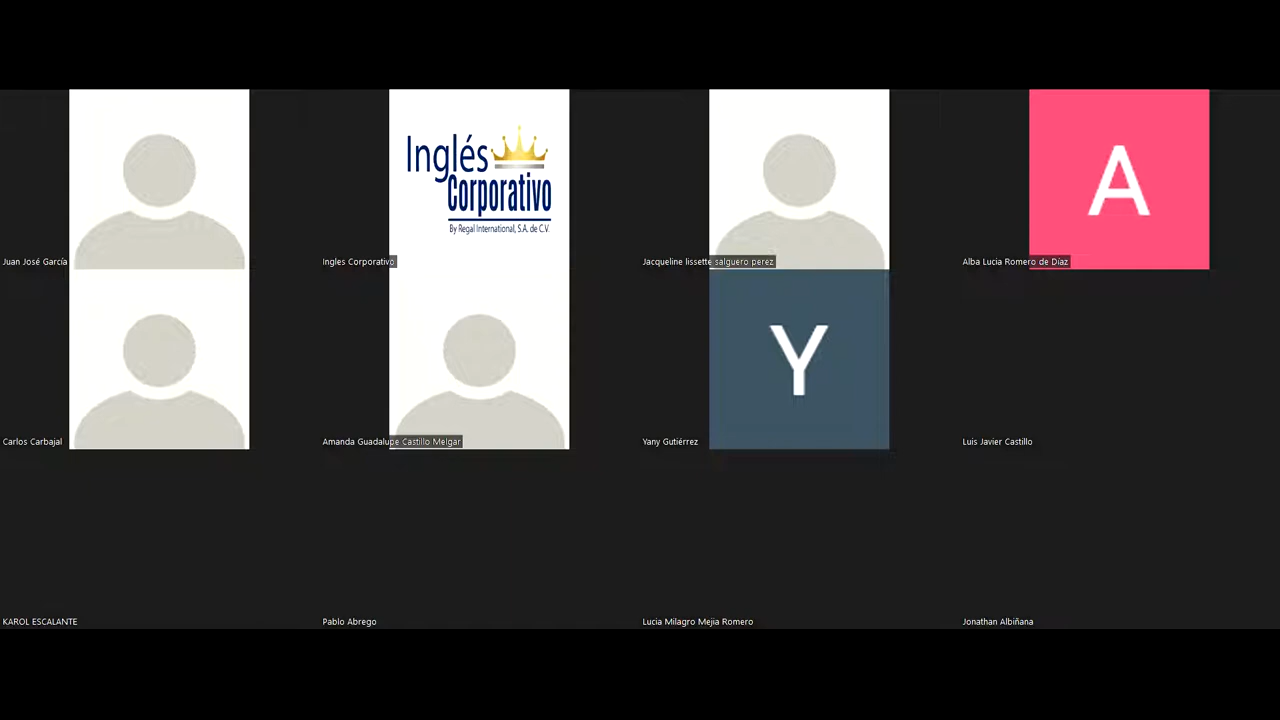 Inglés
Corporativo
By Regal International, S.A. de C.V.
A
Juan José García
Ingles Corporativo
Jacqueline lissette salguero perez
Alba Lucia Romero de Díaz
Y
Carlos Carbajal
Amanda Guadalupe Castillo Melgar
Yany Gutiérrez
Luis Javier Castillo
KAROL ESCALANTE
Pablo Abrego
Lucia Milagro Mejia Romero
Jonathan Albiñana